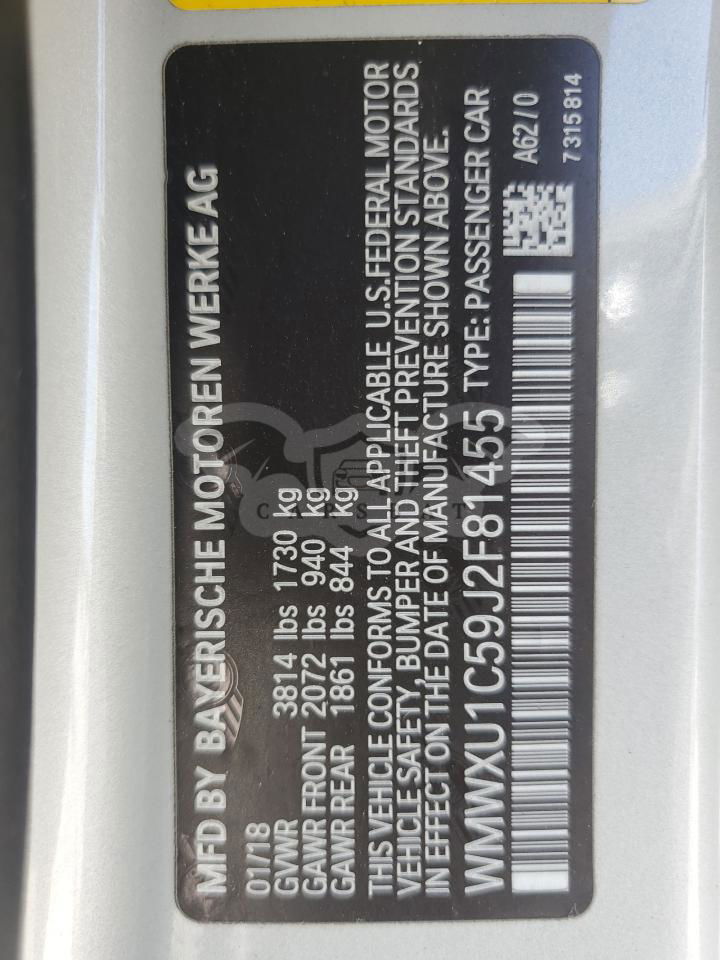 MFD BY BAYERISCHE MOTOREN WERKE AG
01/18
GVWR 3814 lbs 1730 kg
GAWR FRONT 2072 lbs 940 kg
GAWR REAR 1861 lbs 844 kg
THIS VEHICLE CONFORMS TO ALL APPLICABLE U.S.FEDERAL MOTOR
VEHICLE SAFETY, BUMPER AND THEFT PREVENTION STANDARDS
IN EFFECT ON THE DATE OF MANUFACTURE SHOWN ABOVE.
WMWXU1C59J2F81455 TYPE: PASSENGER CAR
A62/0
7315814